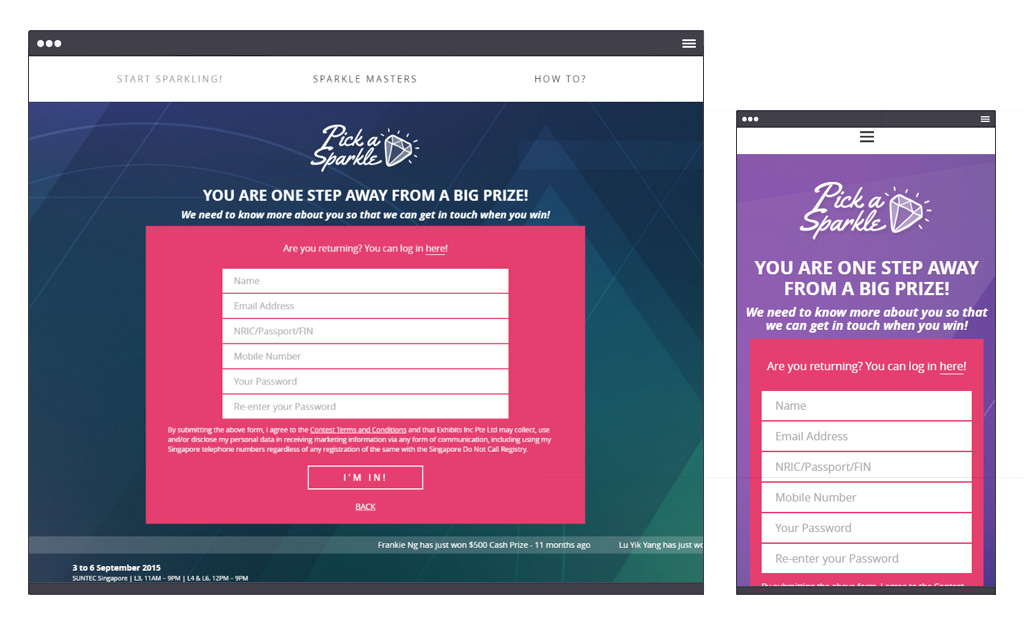 START SPARKLING!
SPARKLE MASTERS
HOW TO?
Pick a
Sparkle
YOU ARE ONE STEP AWAY FROM A BIG PRIZE!
We need to know more about you so that we can get in touch when you win!
Are you returning? You can log in here!
Name
Email Address
NRIC/Passport/FIN
Mobile Number
Your Password
Re-enter your Password
By submitting the above form, I agree to the Contest Terms and Conditions and that Exhibits Inc Pte Ltd may collect, use
and/or disclose my personal data in receiving marketing information via any form of communication, including using my
Singapore telephone numbers regardless of any registration of the same with the Singapore Do Not Call Registry.
I'M IN!
BACK
Frankie Ng has just won $500 Cash Prize - 11 months ago
Lu Yik Yang has just wo
3 to 6 September 2015
SUNTEC Singapore | L3, 11AM – 9PM | L4 & L6, 12PM – 9PM
Pick a
Sparkle
YOU ARE ONE STEP AWAY
FROM A BIG PRIZE!
We need to know more about you so that
we can get in touch when you win!
Are you returning? You can log in here!
Name
Email Address
NRIC/Passport/FIN
Mobile Number
Your Password
Re-enter your Password
By submitting the above form, I agree to the Contest